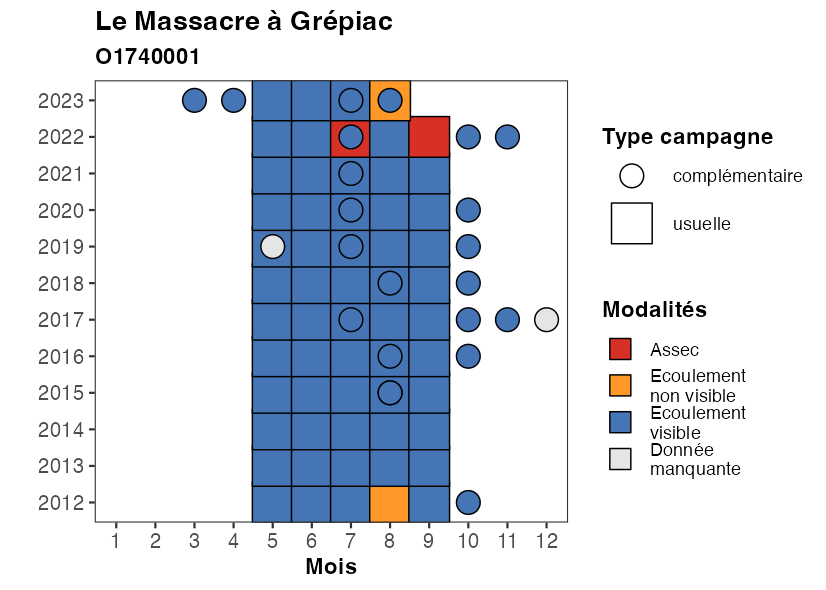 Le Massacre à Grépiac
O1740001
2023
2022
2021
2020
2019
2018
2017
2016
2015
2014
2013
2012
1 2 3 4 5 6 7 8 9 10 11 12
Mois
Type campagne
complémentaire
usuelle
Modalités
Assec
Ecoulement
non visible
Ecoulement
visible
Donnée
manquante